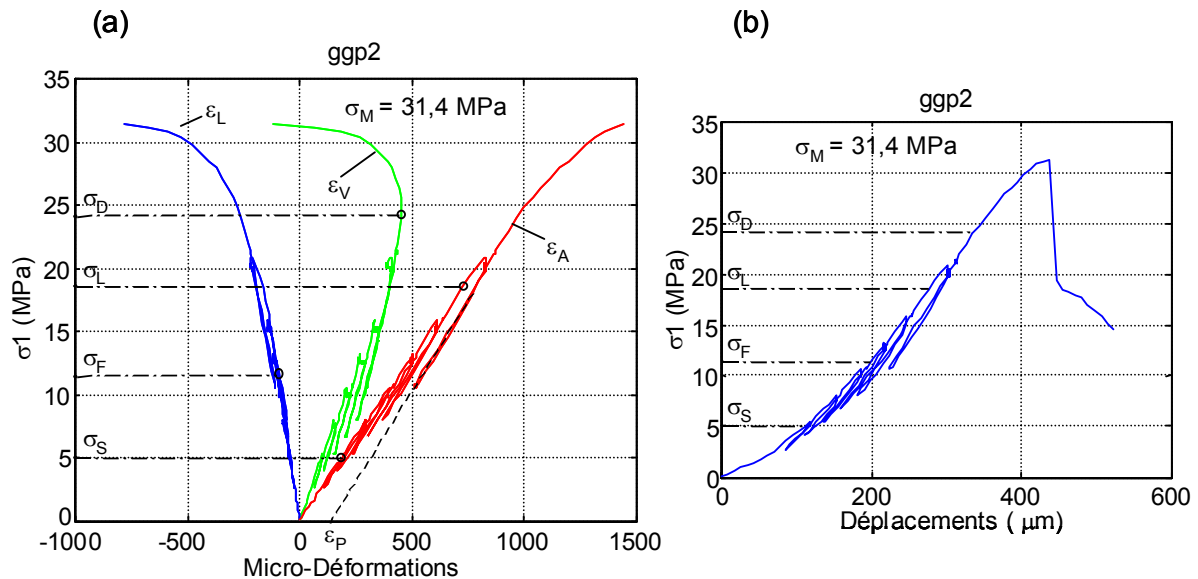 (a)
ggp2
σM = 31,4 MPa
εL
εV
εA
εP
σD
σL
σF
σS
σ1 (MPa)
35
30
25
20
15
10
5
0
-1000 -500 0 500 1000 1500
Micro-Déformations
(b)
ggp2
σM = 31,4 MPa
σD
σL
σF
σS
σ1 (MPa)
35
30
25
20
15
10
5
0
0 200 400 600
Déplacements ( µm)